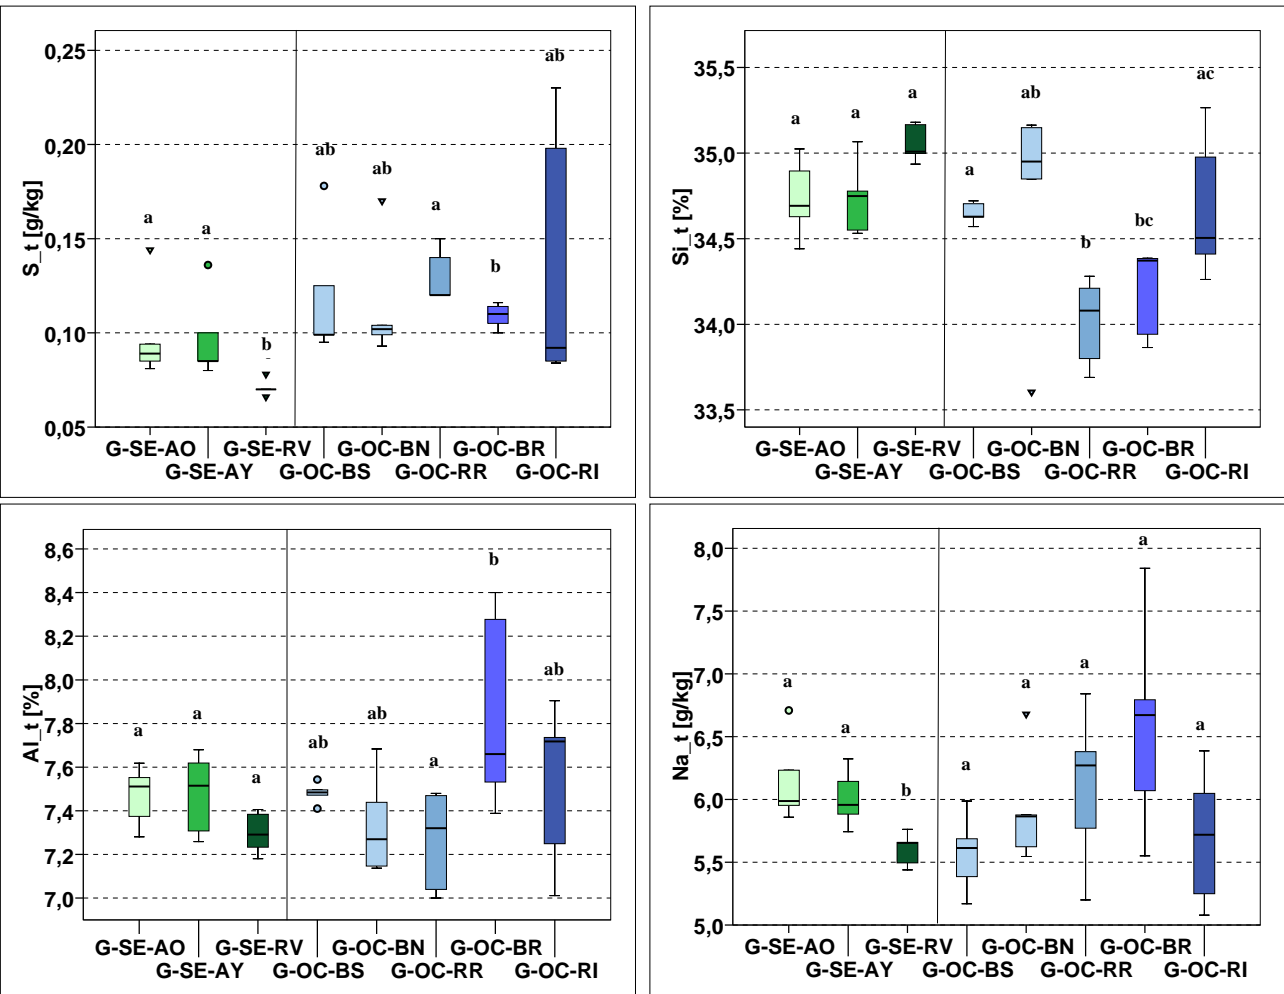 S_t [g/kg]
0,25
0,20
0,15
0,10
0,05
a
a
b
ab
ab
a
b
ab
G-SE-AO
G-SE-RV
G-OC-BN
G-OC-BR
G-SE-AY
G-OC-BS
G-OC-RR
G-OC-RI
Si_t [%]
35,5
35,0
34,5
34,0
33,5
a
a
a
a
ab
b
bc
ac
G-SE-AO
G-SE-RV
G-OC-BN
G-OC-BR
G-SE-AY
G-OC-BS
G-OC-RR
G-OC-RI
Al_t [%]
8,6
8,4
8,2
8,0
7,8
7,6
7,4
7,2
7,0
a
a
a
ab
ab
a
b
ab
G-SE-AO
G-SE-RV
G-OC-BN
G-OC-BR
G-SE-AY
G-OC-BS
G-OC-RR
G-OC-RI
Na_t [g/kg]
8,0
7,5
7,0
6,5
6,0
5,5
5,0
a
a
b
a
a
a
a
a
G-SE-AO
G-SE-RV
G-OC-BN
G-OC-BR
G-SE-AY
G-OC-BS
G-OC-RR
G-OC-RI